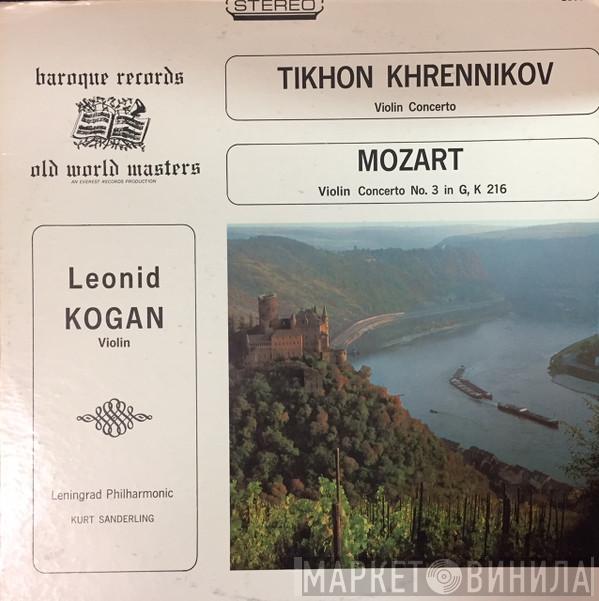 STEREO
baroque records
old world masters
AN EVEREST RECORDS PRODUCTION
TIKHON KHRENNIKOV
Violin Concerto
MOZART
Violin Concerto No. 3 in G, K 216
Leonid
KOGAN
Violin
Leningrad Philharmonic
KURT SANDERLING
МАРКЕТ ВИНИЛА